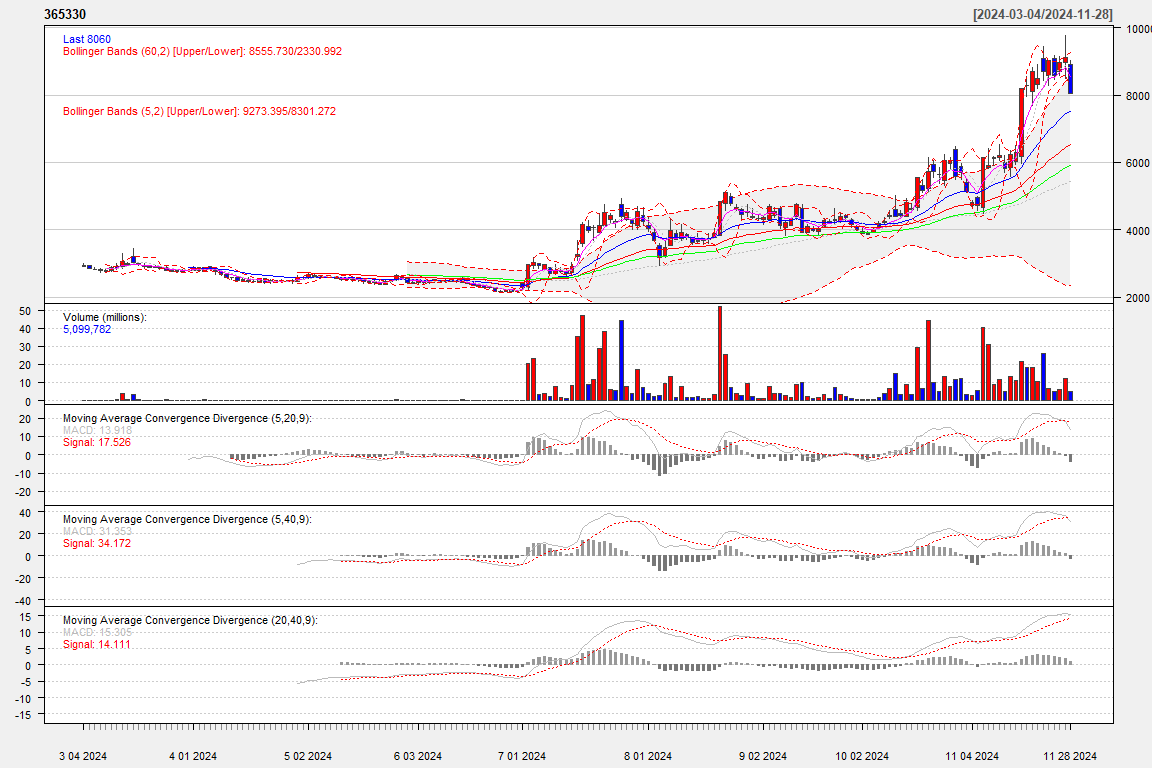 365330 [2024-03-04/2024-11-28]
Last 8060
Bollinger Bands (60,2) [Upper/Lower]: 8555.730/2330.992
Bollinger Bands (5,2) [Upper/Lower]: 9273.395/8301.272
10000
8000
6000
4000
2000
Volume (millions):
5,099,782
50
40
30
20
10
0
Moving Average Convergence Divergence (5,20,9):
MACD: 13.918
Signal: 17.526
20
10
0
-10
-20
Moving Average Convergence Divergence (5,40,9):
MACD: 31.353
Signal: 34.172
40
20
0
-20
-40
Moving Average Convergence Divergence (20,40,9):
MACD: 15.305
Signal: 14.111
15
10
5
0
-5
-10
-15
3 04 2024 4 01 2024 5 02 2024 6 03 2024 7 01 2024 8 01 2024 9 02 2024 10 02 2024 11 04 2024 11 28 2024